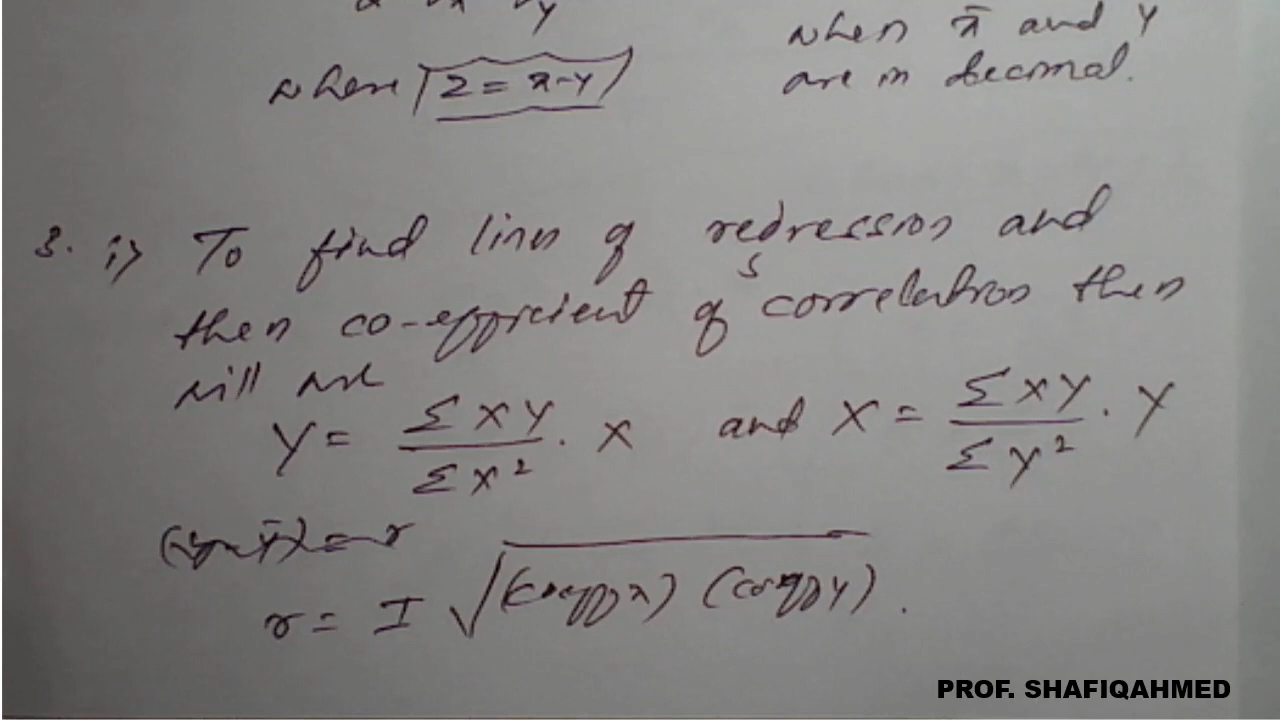 y
where z = x-y
when x̄ and y
are in decimal.
3. i> To find lines of regression and
then co-efficient of correlation then
will use
Y = ΣXY/ΣX² . X and X = ΣXY/ΣY² . Y
r = ± √(coeff x) (coeff y) .
PROF. SHAFIQAHMED